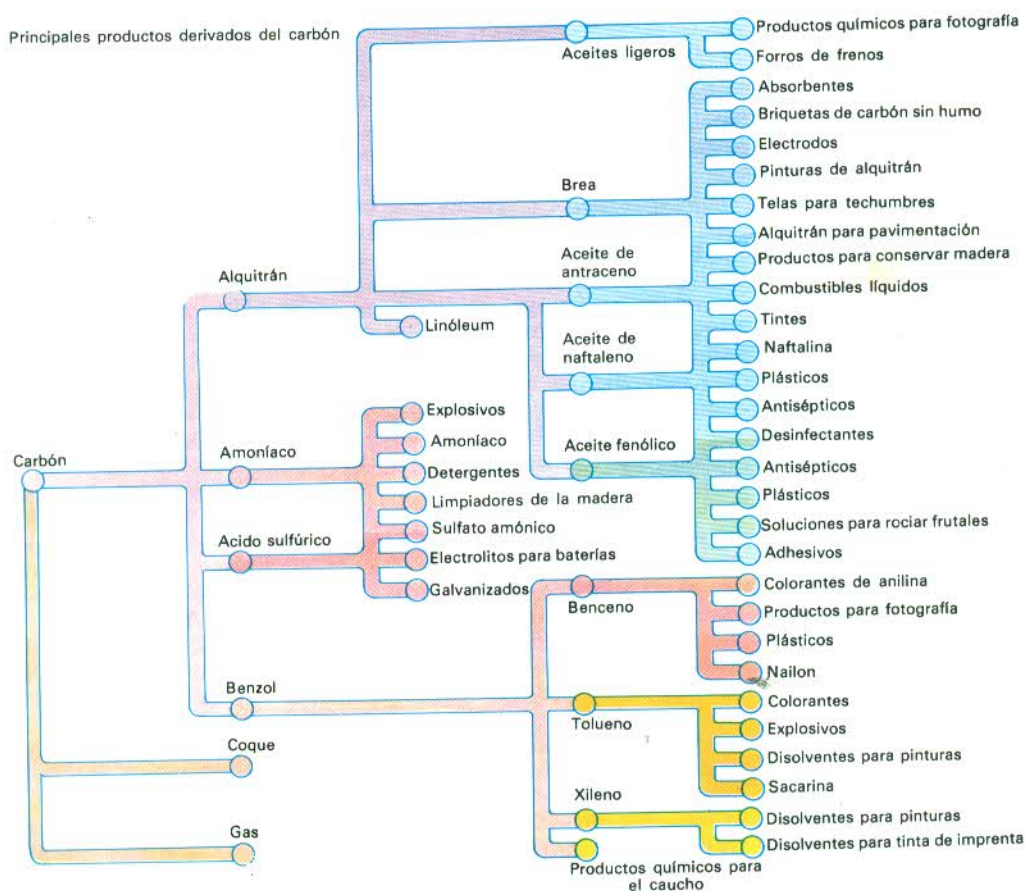 Principales productos derivados del carbón
Aceites ligeros
Productos químicos para fotografía
Forros de frenos
Absorbentes
Briquetas de carbón sin humo
Electrodos
Pinturas de alquitrán
Brea
Telas para techumbres
Alquitrán para pavimentación
Productos para conservar madera
Aceite de
antraceno
Alquitrán
Combustibles líquidos
Linóleum
Tintes
Aceite de
naftaleno
Naftalina
Plásticos
Antisépticos
Aceite fenólico
Desinfectantes
Antisépticos
Plásticos
Soluciones para rociar frutales
Adhesivos
Carbón
Amoníaco
Explosivos
Amoníaco
Detergentes
Limpiadores de la madera
Sulfato amónico
Acido sulfúrico
Electrolitos para baterías
Galvanizados
Benceno
Colorantes de anilina
Productos para fotografía
Plásticos
Nailon
Benzol
Tolueno
Colorantes
Explosivos
Disolventes para pinturas
Sacarina
Coque
Xileno
Disolventes para pinturas
Disolventes para tinta de imprenta
Gas
Productos químicos para
el caucho